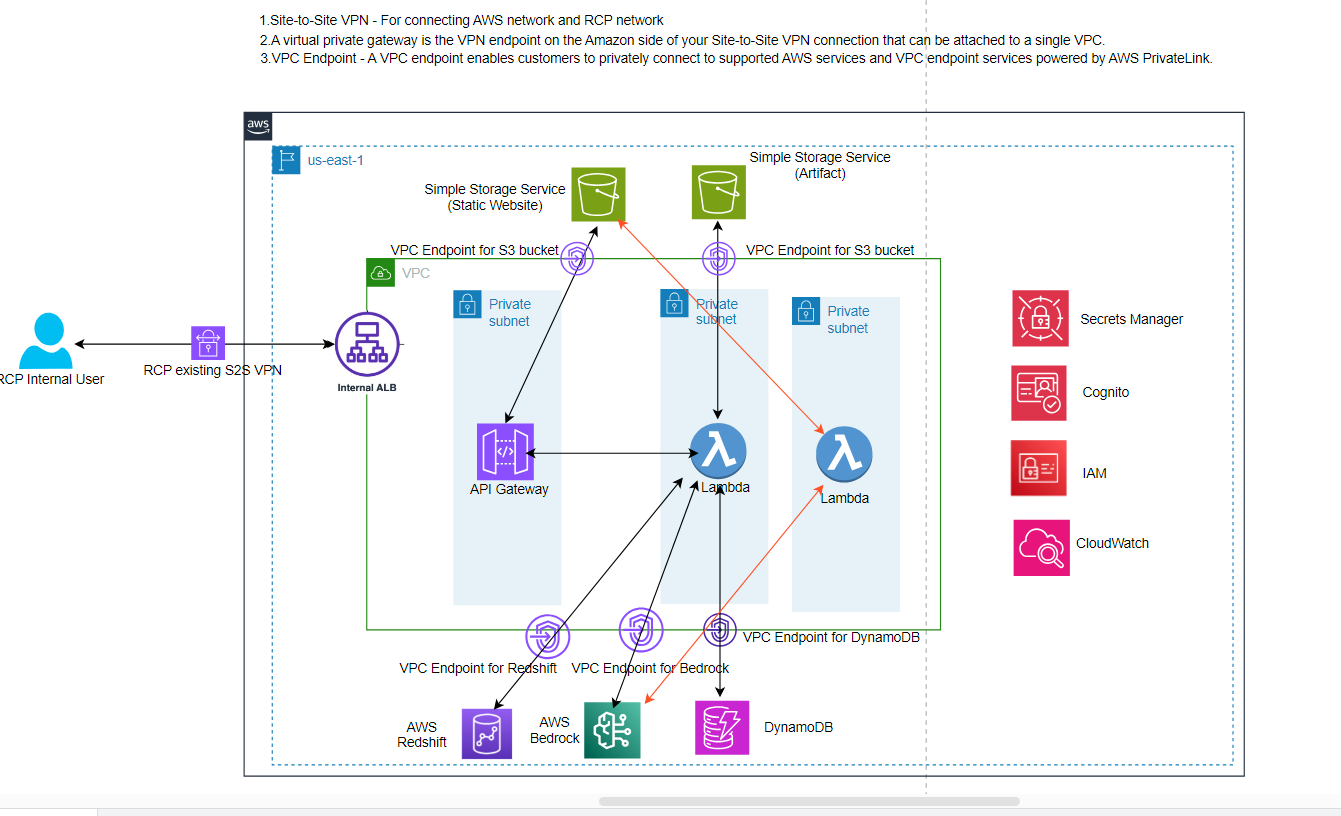 1.Site-to-Site VPN - For connecting AWS network and RCP network
2.A virtual private gateway is the VPN endpoint on the Amazon side of your Site-to-Site VPN connection that can be attached to a single VPC.
3.VPC Endpoint - A VPC endpoint enables customers to privately connect to supported AWS services and VPC endpoint services powered by AWS PrivateLink.
aws
us-east-1
Simple Storage Service
(Static Website)
Simple Storage Service
(Artifact)
VPC Endpoint for S3 bucket
VPC Endpoint for S3 bucket
VPC
Private
subnet
Private
subnet
Private
subnet
RCP Internal User
RCP existing S2S VPN
Internal ALB
API Gateway
Lambda
Lambda
Secrets Manager
Cognito
IAM
CloudWatch
VPC Endpoint for Redshift
VPC Endpoint for Bedrock
VPC Endpoint for DynamoDB
AWS
Redshift
AWS
Bedrock
DynamoDB